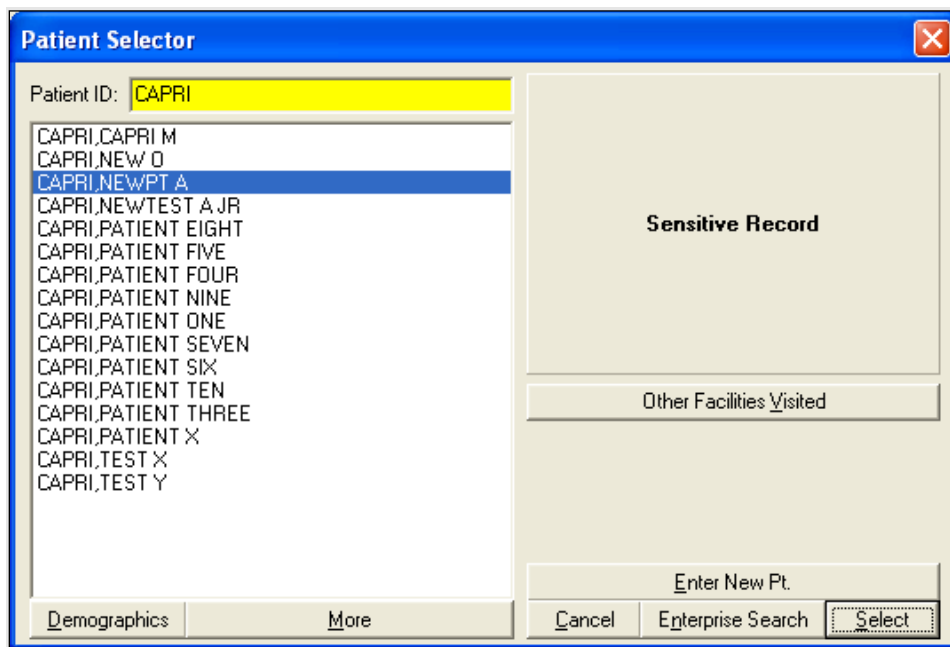 Patient Selector
Patient ID: CAPRI
CAPRI,CAPRI M
CAPRI,NEW O
CAPRI,NEWPT A
CAPRI,NEWTEST A JR
CAPRI,PATIENT EIGHT
CAPRI,PATIENT FIVE
CAPRI,PATIENT FOUR
CAPRI,PATIENT NINE
CAPRI,PATIENT ONE
CAPRI,PATIENT SEVEN
CAPRI,PATIENT SIX
CAPRI,PATIENT TEN
CAPRI,PATIENT THREE
CAPRI,PATIENT X
CAPRI,TEST X
CAPRI,TEST Y
Sensitive Record
Other Facilities Visited
Enter New Pt.
Demographics More Cancel Enterprise Search Select